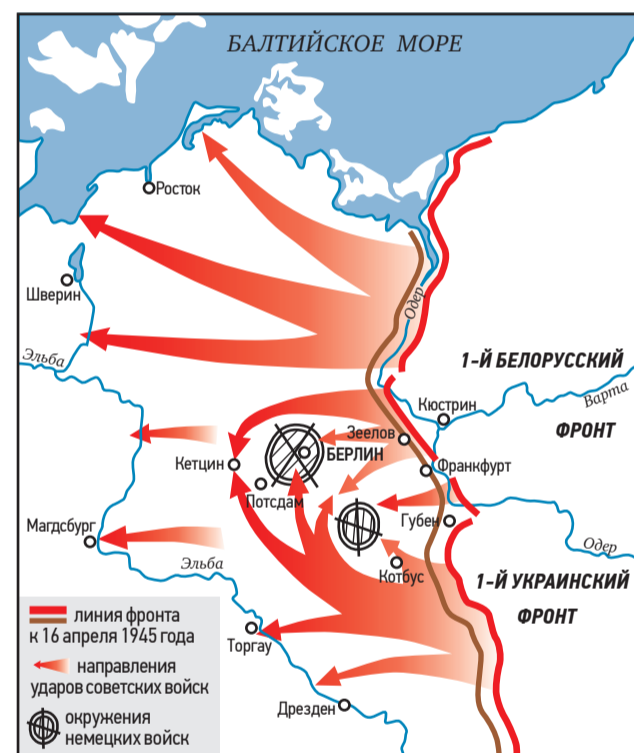 БАЛТИЙСКОЕ МОРЕ
Росток
Шверин
Одер
Эльба
1-Й БЕЛОРУССКИЙ
ФРОНТ
Варта
Кюстрин
Зеелов
БЕРЛИН
Кетцин
Франкфурт
Потсдам
Губен
Магдсбург
Одер
Эльба
Котбус
1-Й УКРАИНСКИЙ
ФРОНТ
Торгау
Дрезден
линия фронта
к 16 апреля 1945 года
направления
ударов советских войск
окружения
немецких войск